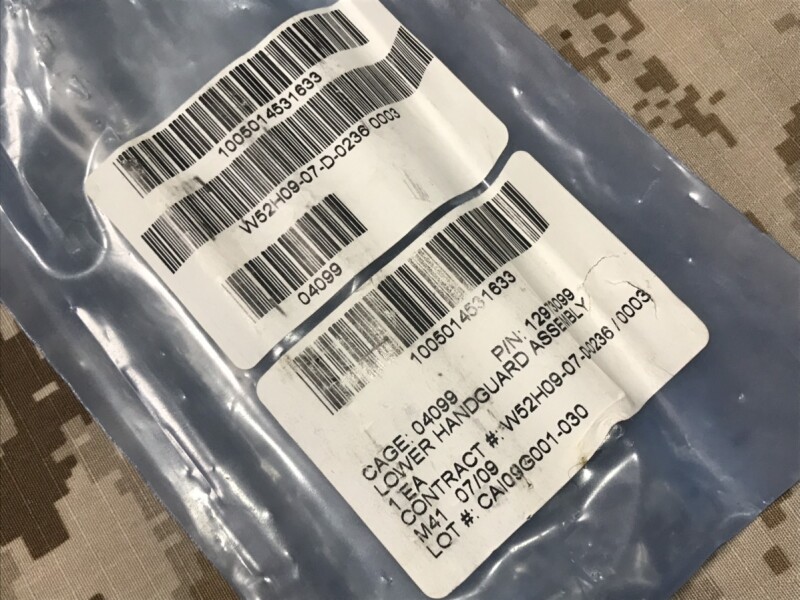 1005014531633
W52H09-07-D-0236 0003
04099
1005014531633
CAGE: 04099 P/N:
LOWER HANDGUARD ASSEMBLY
1 EA
CONTRACT #: W52H09-07-D0236 / 0003
M41 07/09
LOT #: CAI09G001-030